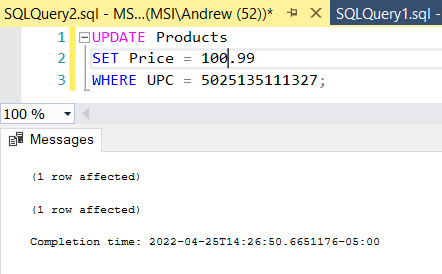 SQLQuery2.sql - MS...(MSI\Andrew (52))* SQLQuery1.sql -
1 UPDATE Products
2 SET Price = 100.99
3 WHERE UPC = 5025135111327;
100 %
Messages
(1 row affected)
(1 row affected)
Completion time: 2022-04-25T14:26:50.6651176-05:00